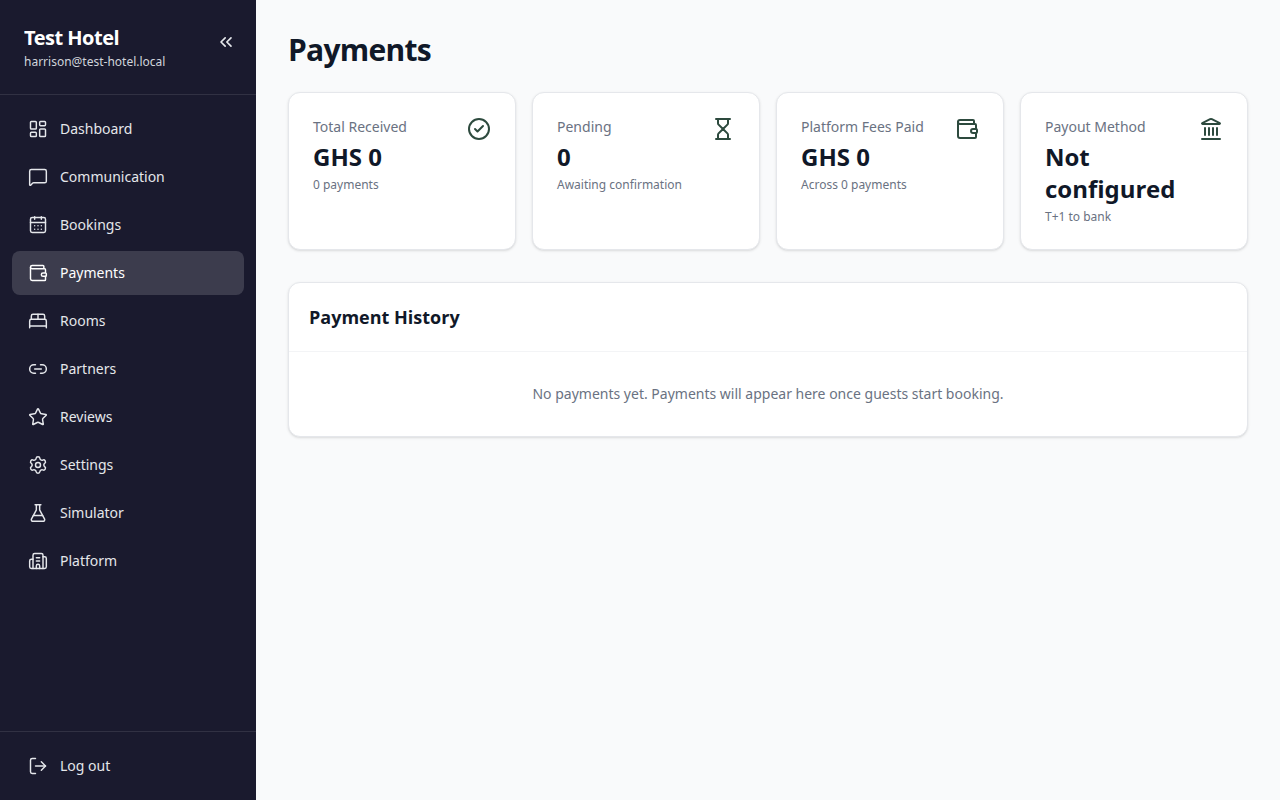 Test Hotel
harrison@test-hotel.local
Dashboard
Communication
Bookings
Payments
Rooms
Partners
Reviews
Settings
Simulator
Platform
Log out
Payments
Total Received
GHS 0
0 payments
Pending
0
Awaiting confirmation
Platform Fees Paid
GHS 0
Across 0 payments
Payout Method
Not
configured
T+1 to bank
Payment History
No payments yet. Payments will appear here once guests start booking.